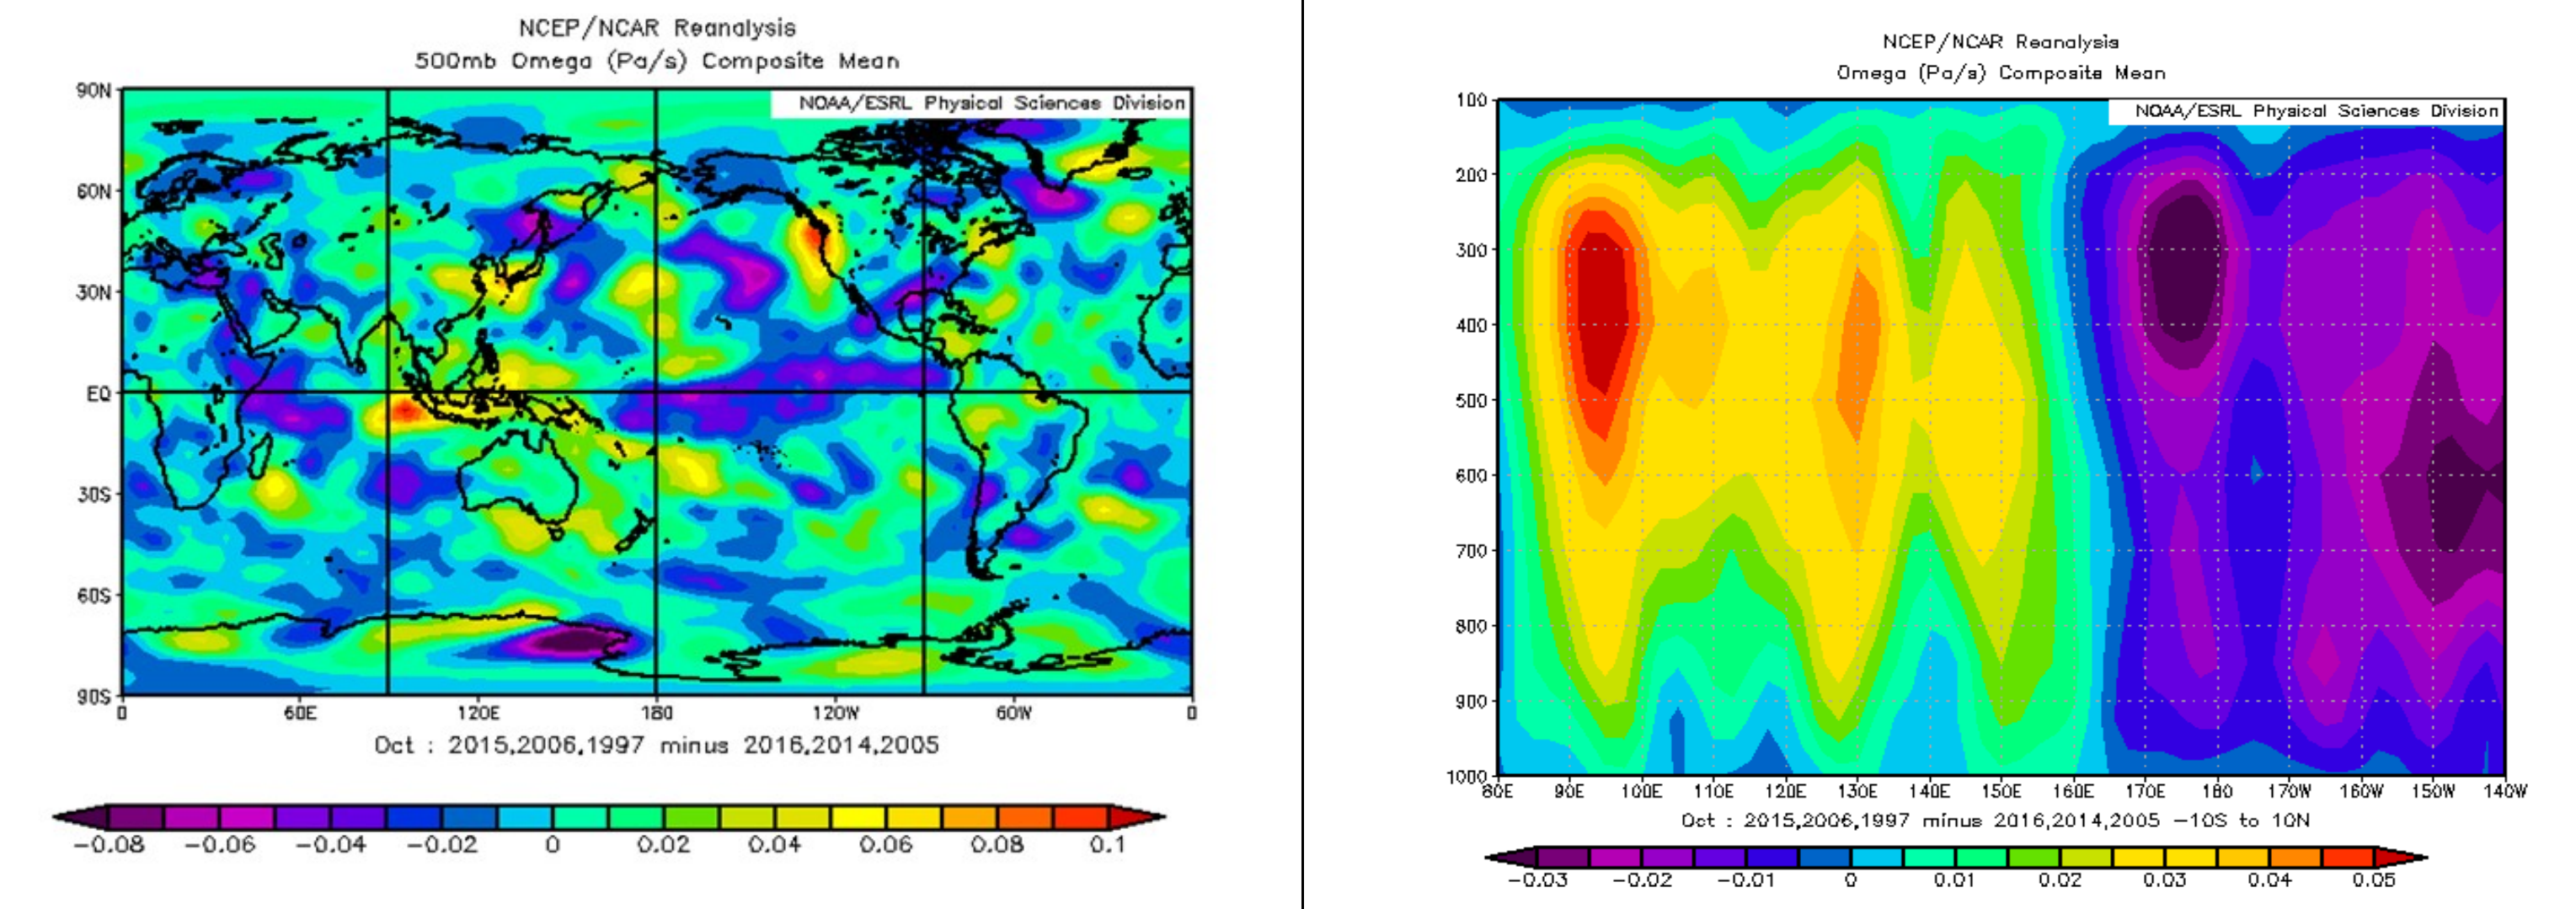 NCEP/NCAR Reanalysis
500mb Omega (Pa/s) Composite Mean
NOAA/ESRL Physical Sciences Division
90N
60N
30N
EQ
30S
60S
90S
0 60E 120E 180 120W 60W 0
Oct : 2015,2006,1997 minus 2016,2014,2005
-0.08 -0.06 -0.04 -0.02 0 0.02 0.04 0.06 0.08 0.1
NCEP/NCAR Reanalysis
Omega (Pa/s) Composite Mean
NOAA/ESRL Physical Sciences Division
100
200
300
400
500
600
700
800
900
1000
80E 90E 100E 110E 120E 130E 140E 150E 160E 170E 180 170W 160W 150W 140W
Oct : 2015,2006,1997 minus 2016,2014,2005 -10S to 10N
-0.03 -0.02 -0.01 0 0.01 0.02 0.03 0.04 0.05